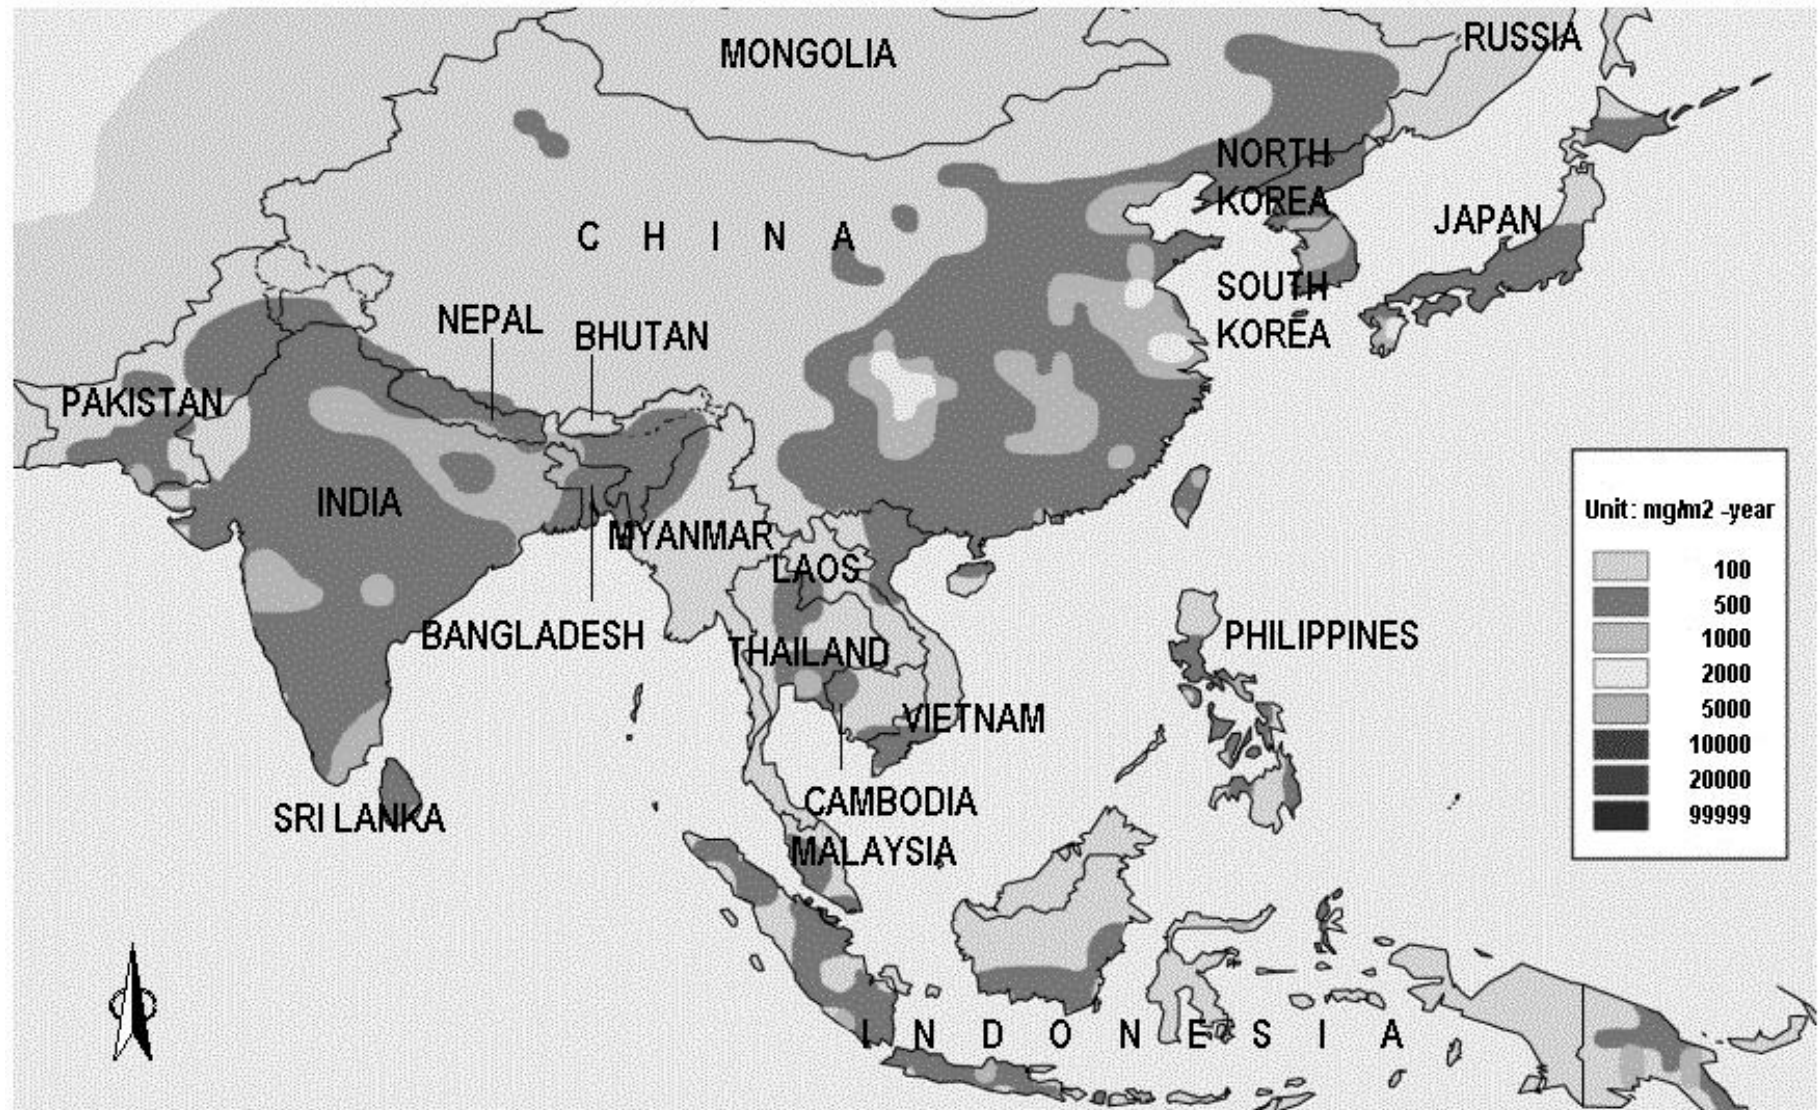 MONGOLIA
RUSSIA
NORTH
KOREA
JAPAN
C H I N A
SOUTH
KOREA
NEPAL
BHUTAN
PAKISTAN
INDIA
MYANMAR
LAOS
BANGLADESH
THAILAND
PHILIPPINES
VIETNAM
CAMBODIA
SRI LANKA
MALAYSIA
I N D O N E S I A
Unit: mg/m2 -year
100
500
1000
2000
5000
10000
20000
99999